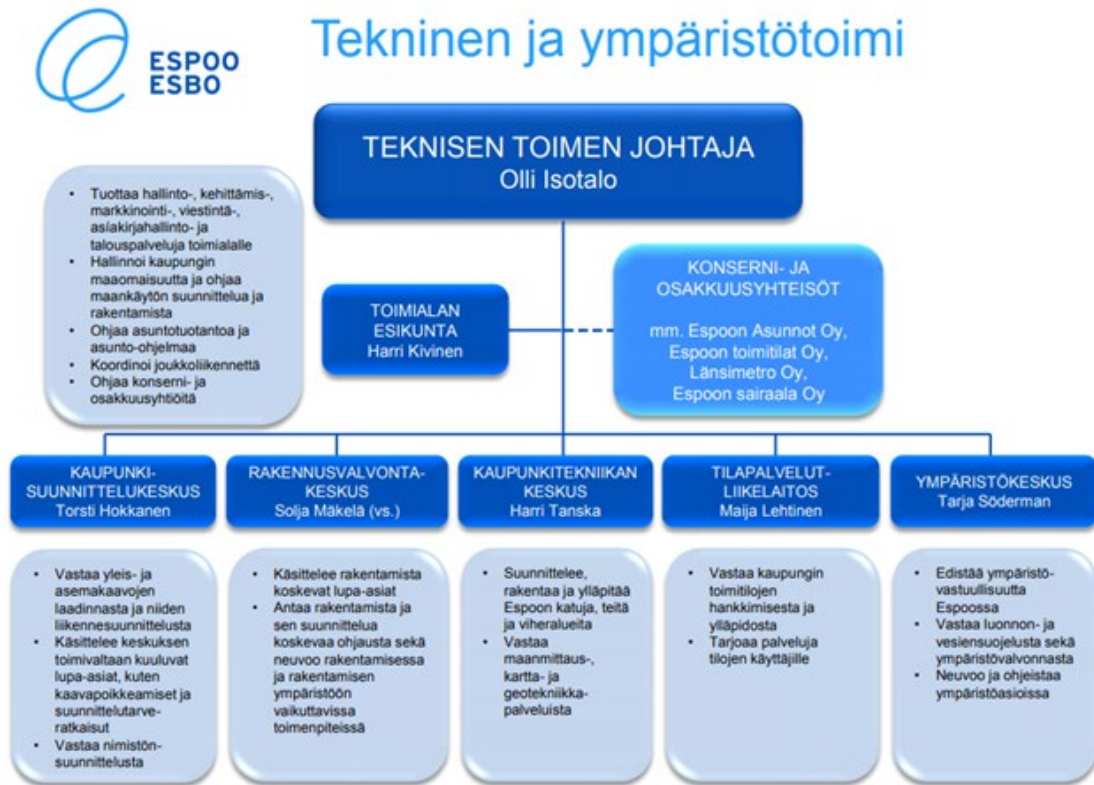 ESPOO
ESBO
Tekninen ja ympäristötoimi
TEKNISEN TOIMEN JOHTAJA
Olli Isotalo
• Tuottaa hallinto-, kehittämis-,
markkinointi-, viestintä-,
asiakirjahallinto- ja
talouspalveluja toimialalle
• Hallinnoi kaupungin
maaomaisuutta ja ohjaa
maankäytön suunnittelua ja
rakentamista
• Ohjaa asuntotuotantoa ja
asunto-ohjelmaa
• Koordinoi joukkoliikennettä
• Ohjaa konserni- ja
osakkuusyhtiöitä
TOIMIALAN
ESIKUNTA
Harri Kivinen
KONSERNI- JA
OSAKKUUSYHTEISÖT
mm. Espoon Asunnot Oy,
Espoon toimitilat Oy,
Länsimetro Oy,
Espoon sairaala Oy
KAUPUNKI-
SUUNNITTELUKESKUS
Torsti Hokkanen
• Vastaa yleis- ja
asemakaavojen
laadinnasta ja niiden
liikennesuunnittelusta
• Käsittelee keskuksen
toimivaltaan kuuluvat
lupa-asiat, kuten
kaavapoikkeamiset ja
suunnittelutarve-
ratkaisut
• Vastaa nimistön-
suunnittelusta
RAKENNUSVALVONTA-
KESKUS
Solja Mäkelä (vs.)
• Käsittelee rakentamista
koskevat lupa-asiat
• Antaa rakentamista ja
sen suunnittelua
koskevaa ohjausta sekä
neuvoo rakentamisessa
ja rakentamisen
ympäristöön
vaikuttavissa
toimenpiteissä
KAUPUNKITEKNIIKAN
KESKUS
Harri Tanska
• Suunnittelee,
rakentaa ja ylläpitää
Espoon katuja, teitä
ja viheralueita
• Vastaa
maanmittaus-,
kartta- ja
geotekniikka-
palveluista
TILAPALVELUT-
LIIKELAITOS
Maija Lehtinen
• Vastaa kaupungin
toimitilojen
hankkimisesta ja
ylläpidosta
• Tarjoaa palveluja
tilojen käyttäjille
YMPÄRISTÖKESKUS
Tarja Söderman
• Edistää ympäristö-
vastuullisuutta
Espoossa
• Vastaa luonnon- ja
vesiensuojelusta sekä
ympäristövalvonnasta
• Neuvoo ja ohjeistaa
ympäristöasioissa